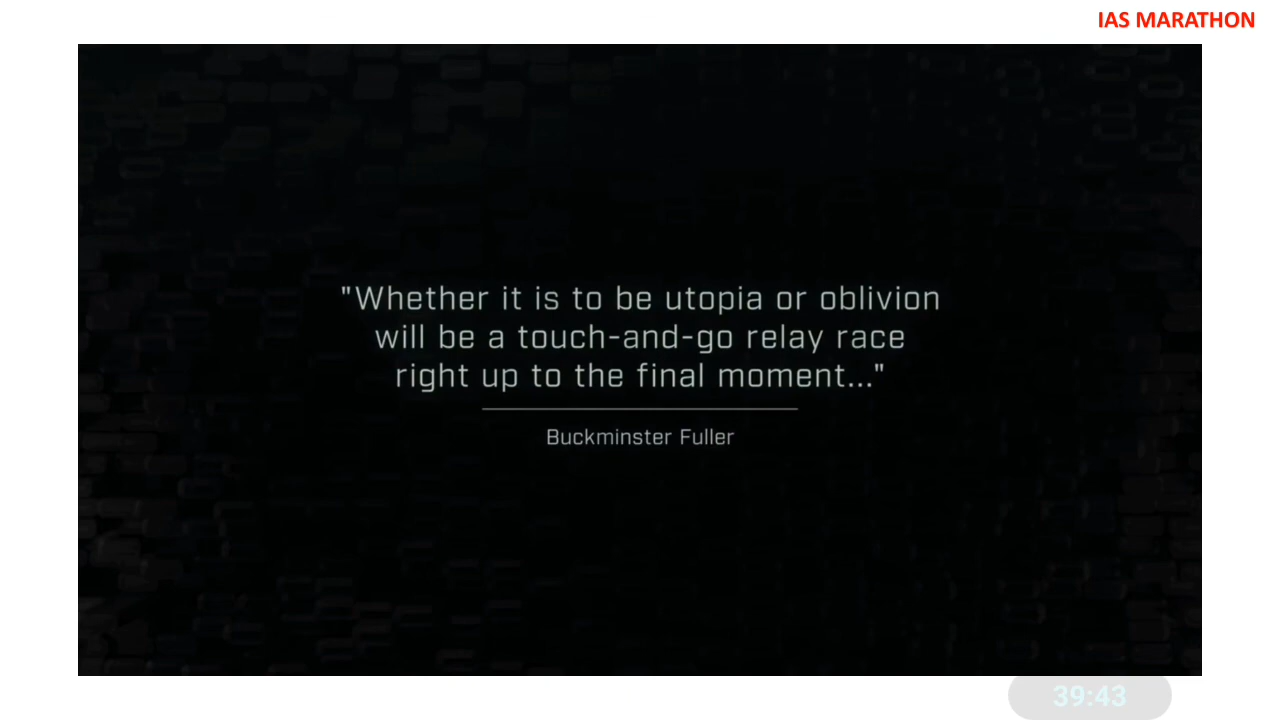 IAS MARATHON
"Whether it is to be utopia or oblivion
will be a touch-and-go relay race
right up to the final moment..."
Buckminster Fuller
39:43